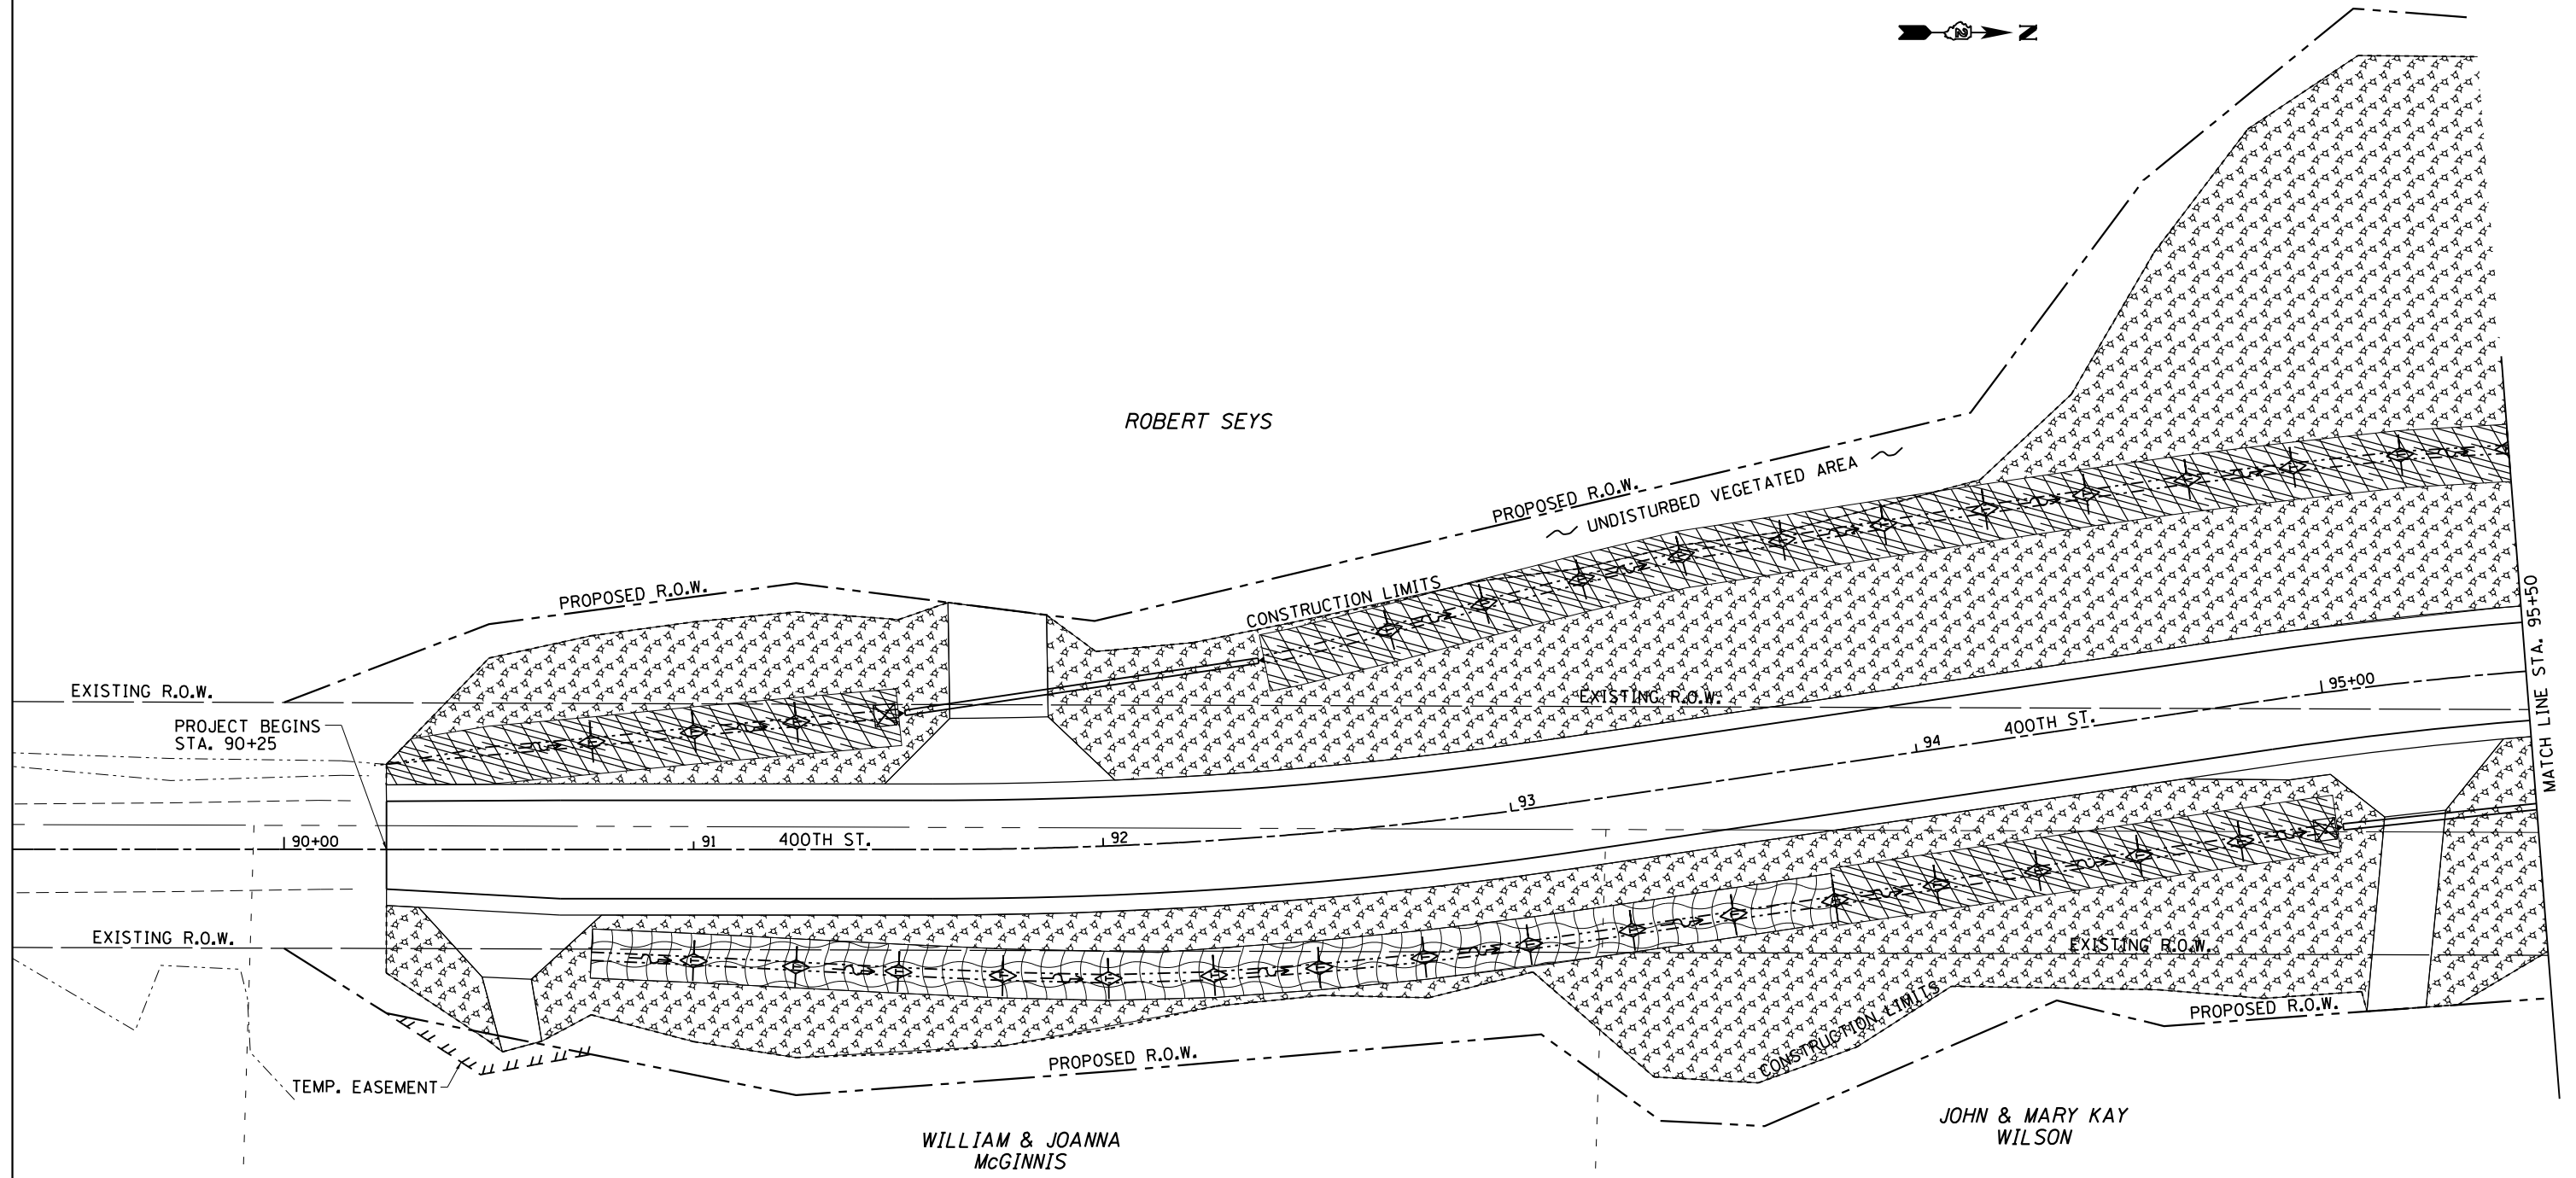 N
ROBERT SEYS
PROPOSED R.O.W.
UNDISTURBED VEGETATED AREA
CONSTRUCTION LIMITS
PROPOSED R.O.W.
EXISTING R.O.W.
EXISTING R.O.W.
PROJECT BEGINS
STA. 90+25
95+00
400TH ST.
94
93
92
400TH ST.
91
90+00
MATCH LINE STA. 95+50
EXISTING R.O.W.
EXISTING R.O.W.
CONSTRUCTION LIMITS
PROPOSED R.O.W.
PROPOSED R.O.W.
TEMP. EASEMENT
WILLIAM & JOANNA
McGINNIS
JOHN & MARY KAY
WILSON